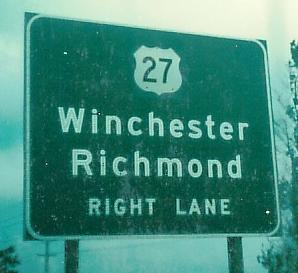 27
Winchester
Richmond
RIGHT LANE